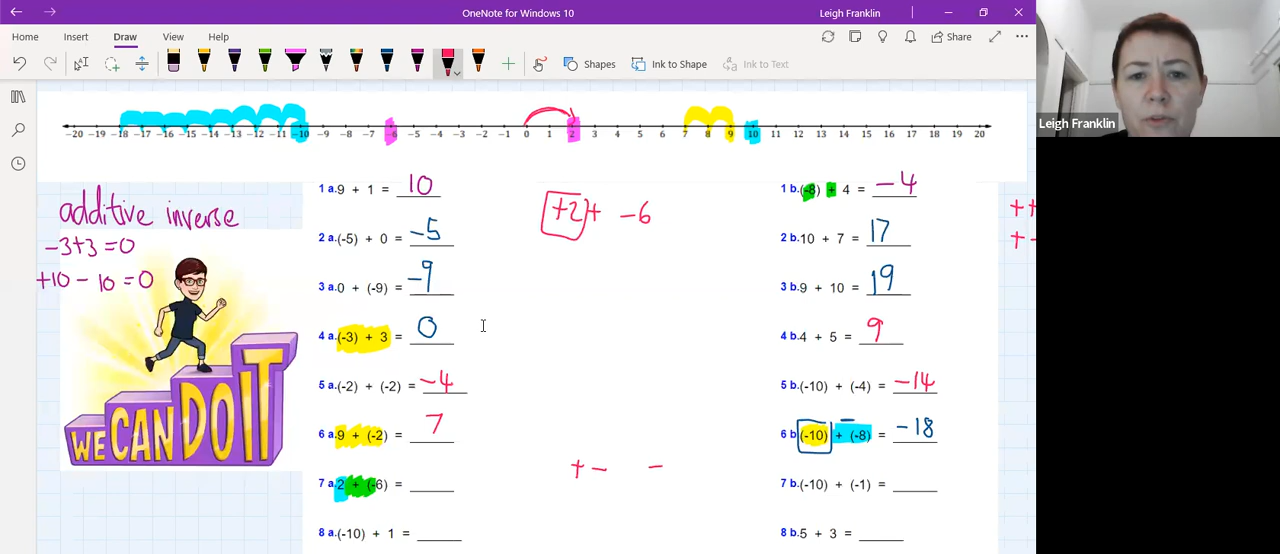 OneNote for Windows 10
Leigh Franklin
Home Insert Draw View Help
Share
Shapes
Ink to Shape
Ink to Text
-20 -19 -18 -17 -16 -15 -14 -13 -12 -11 -10 -9 -8 -7 -6 -5 -4 -3 -2 -1 0 1 2 3 4 5 6 7 8 9 10 11 12 13 14 15 16 17 18 19 20
Leigh Franklin
additive inverse
-3+3=0
+10 - 10 = 0
WE CAN DO IT
1 a. 9 + 1 = 10
2 a. (-5) + 0 = -5
3 a. 0 + (-9) = -9
4 a. (-3) + 3 = 0
5 a. (-2) + (-2) = -4
6 a. 9 + (-2) = 7
7 a. 2 + (-6) = ____
8 a. (-10) + 1 = ____
+2 + -6
+ - -
1 b. (-8) + 4 = -4
2 b. 10 + 7 = 17
3 b. 9 + 10 = 19
4 b. 4 + 5 = 9
5 b. (-10) + (-4) = -14
6 b. (-10) + (-8) = -18
7 b. (-10) + (-1) = ____
8 b. 5 + 3 = ____
++
+-